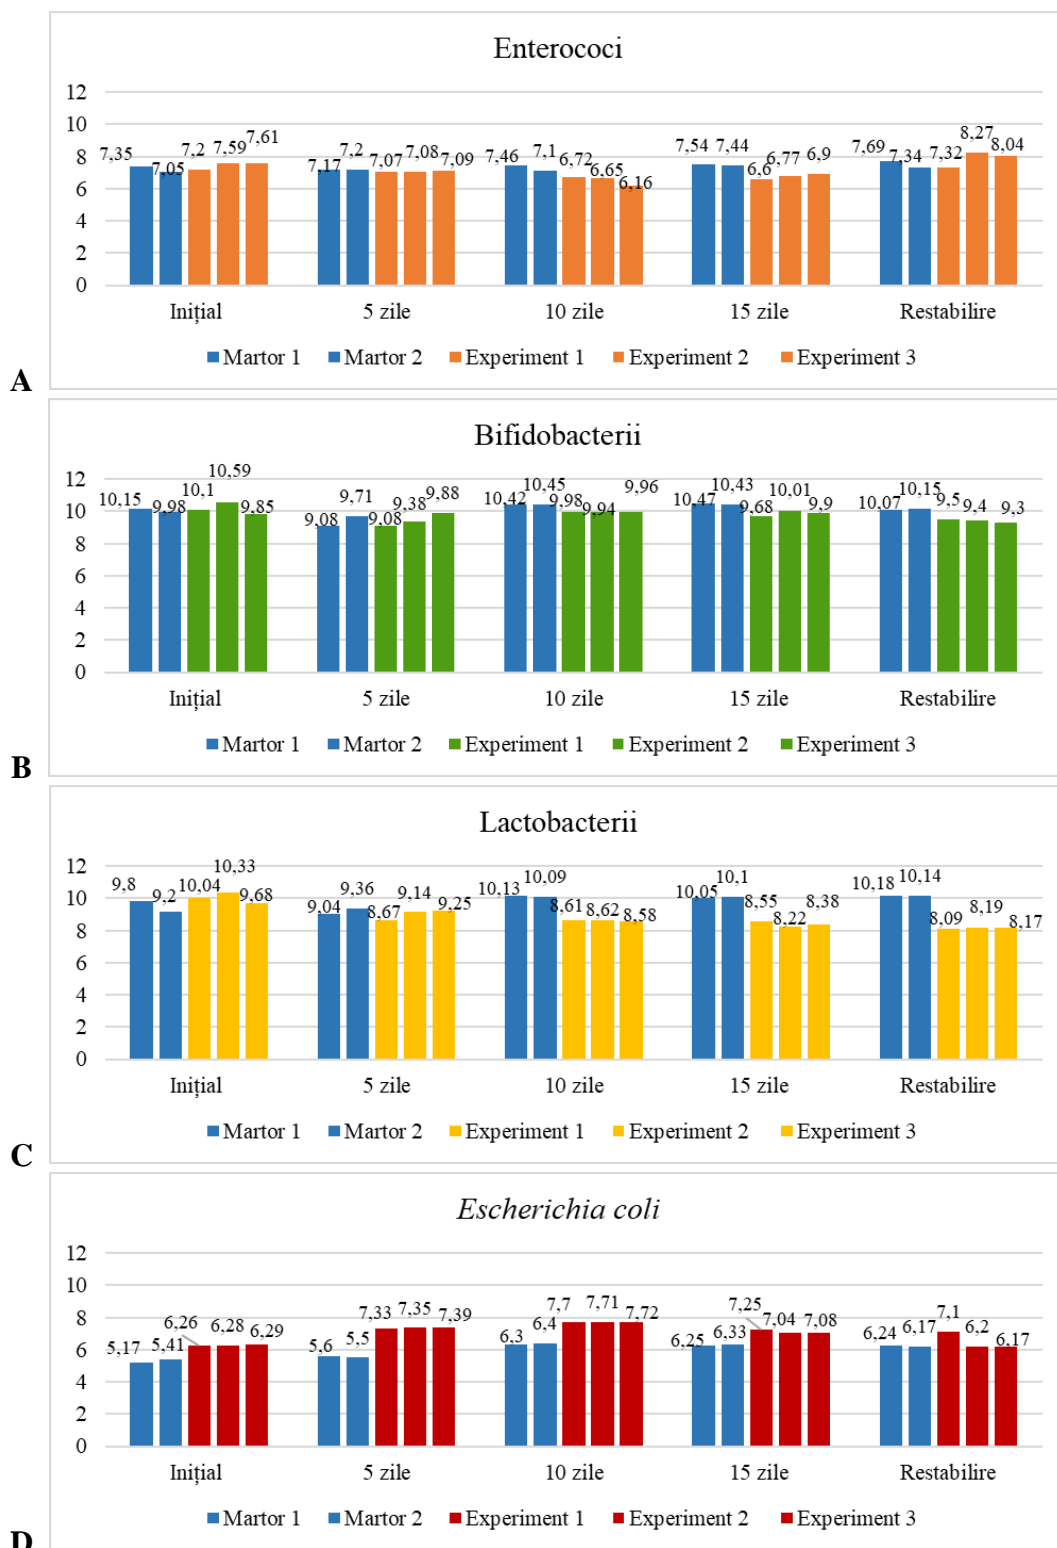 Enterococi
12
10
8
6
4
2
0
7,35 7,05 7,2 7,59 7,61
7,17 7,2 7,07 7,08 7,09
7,46 7,1 6,72 6,65 6,16
7,54 7,44 6,6 6,77 6,9
7,69 7,34 7,32 8,27 8,04
Inițial 5 zile 10 zile 15 zile Restabilire
Martor 1 Martor 2 Experiment 1 Experiment 2 Experiment 3
A
Bifidobacterii
12
10
8
6
4
2
0
10,15 9,98 10,1 10,59 9,85
9,08 9,71 9,08 9,38 9,88
10,42 10,45 9,98 9,94 9,96
10,47 10,43 9,68 10,01 9,9
10,07 10,15 9,5 9,4 9,3
Inițial 5 zile 10 zile 15 zile Restabilire
Martor 1 Martor 2 Experiment 1 Experiment 2 Experiment 3
B
Lactobacterii
12
10
8
6
4
2
0
9,8 9,2 10,04 10,33 9,68
9,04 9,36 8,67 9,14 9,25
10,13 10,09 8,61 8,62 8,58
10,05 10,1 8,55 8,22 8,38
10,18 10,14 8,09 8,19 8,17
Inițial 5 zile 10 zile 15 zile Restabilire
Martor 1 Martor 2 Experiment 1 Experiment 2 Experiment 3
C
Escherichia coli
12
10
8
6
4
2
0
5,17 5,41 6,26 6,28 6,29
5,6 5,5 7,33 7,35 7,39
6,3 6,4 7,7 7,71 7,72
6,25 6,33 7,25 7,04 7,08
6,24 6,17 7,1 6,2 6,17
Inițial 5 zile 10 zile 15 zile Restabilire
Martor 1 Martor 2 Experiment 1 Experiment 2 Experiment 3
D